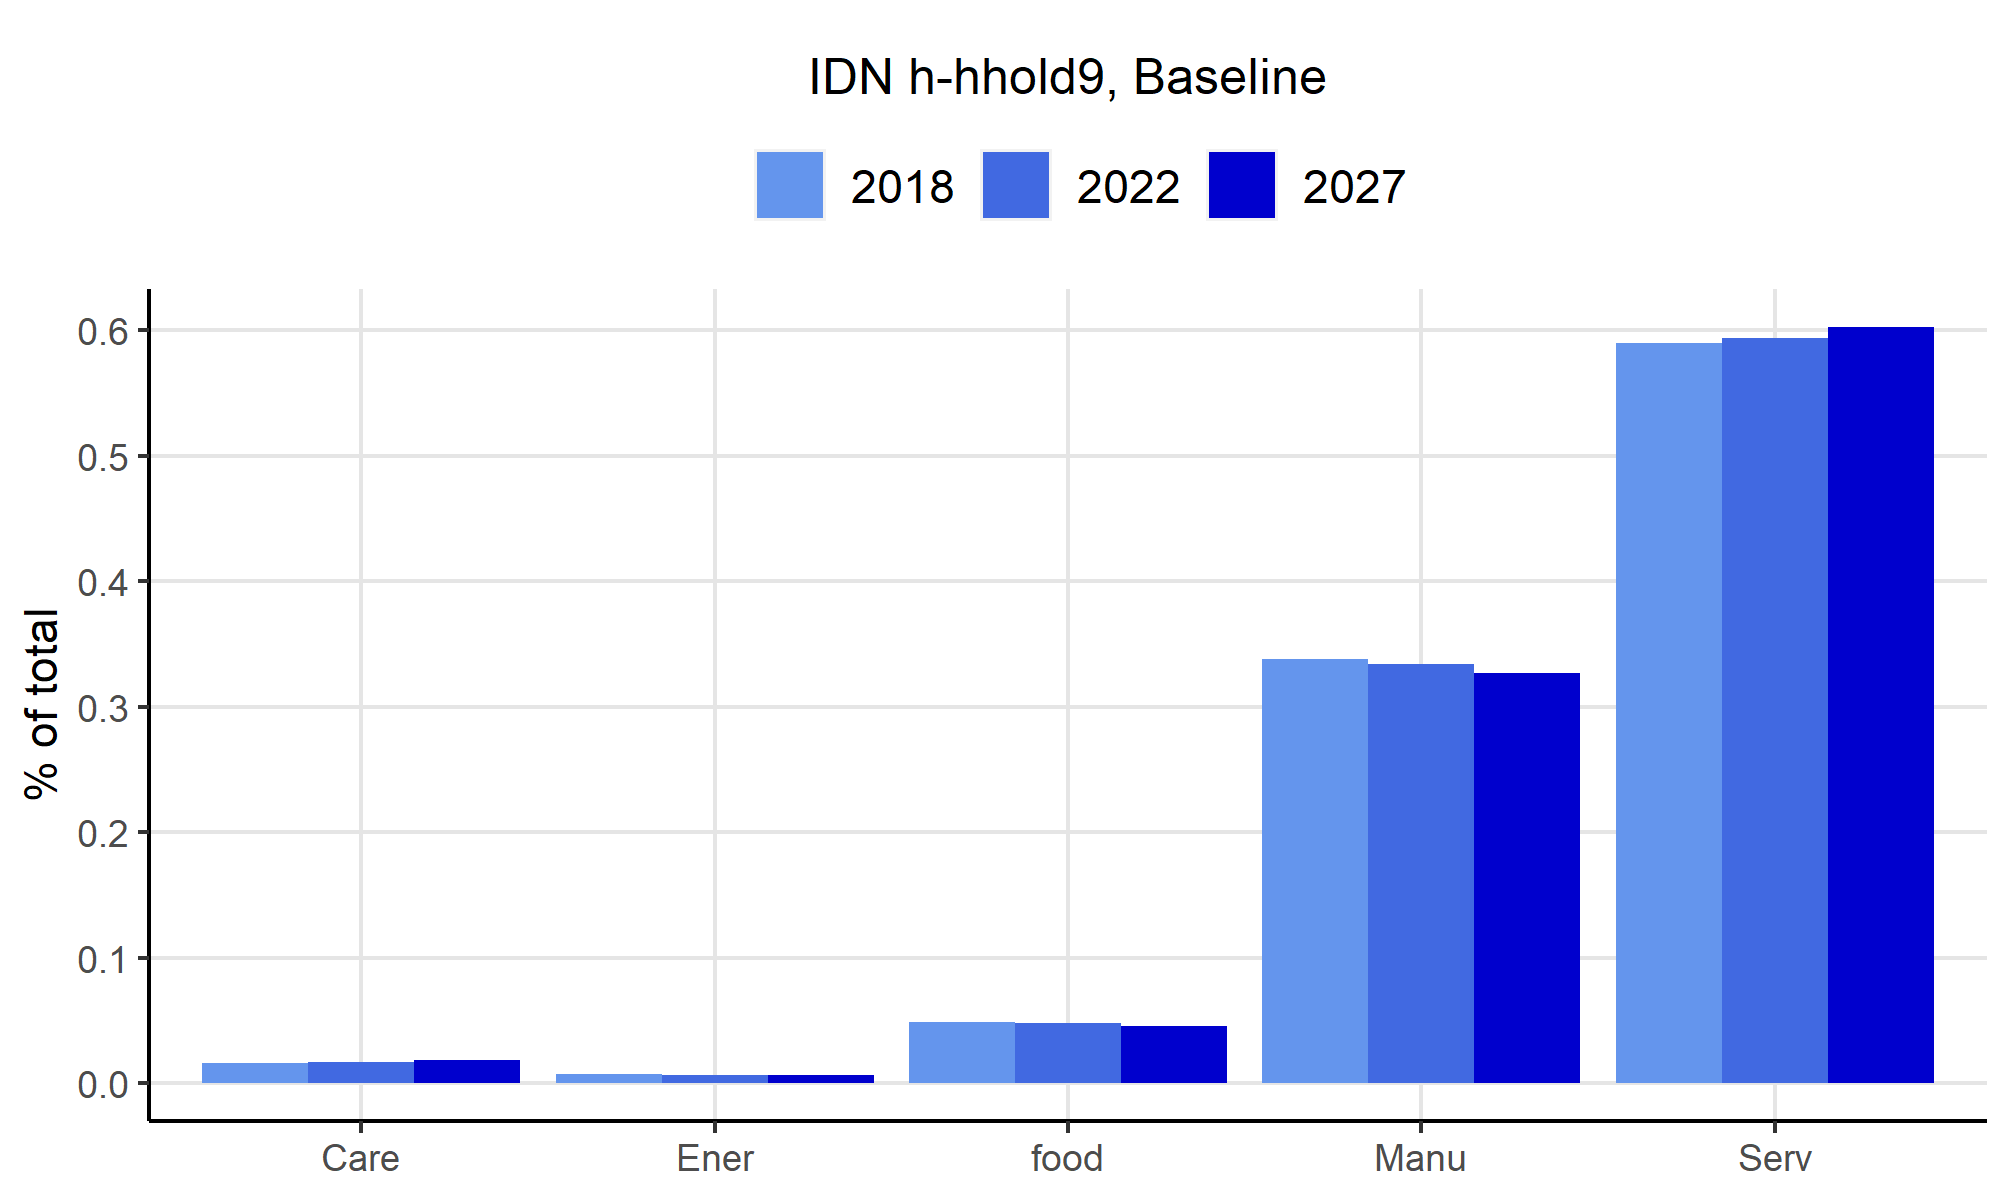 IDN h-hhold9, Baseline
2018 2022 2027
% of total
0.6
0.5
0.4
0.3
0.2
0.1
0.0
Care Ener food Manu Serv